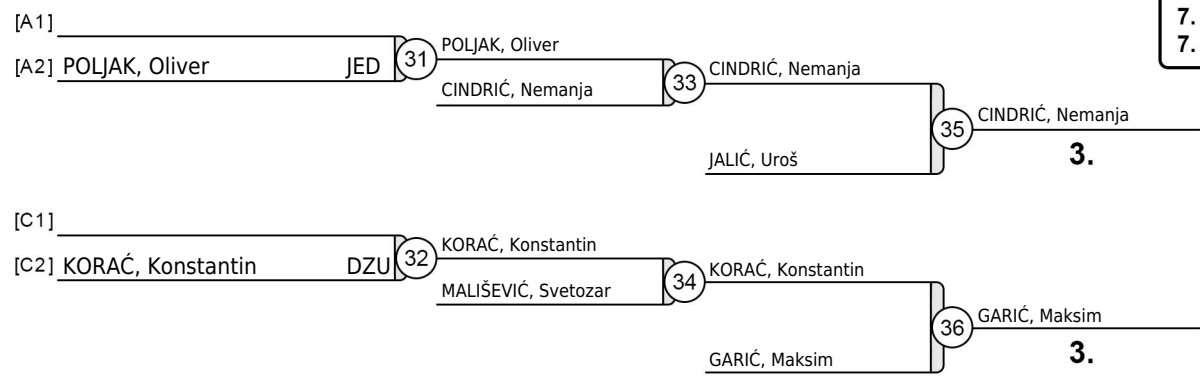 7.
7.
[A1]
[A2] POLJAK, Oliver JED
31
POLJAK, Oliver
CINDRIĆ, Nemanja
33
CINDRIĆ, Nemanja
JALIĆ, Uroš
35
CINDRIĆ, Nemanja
3.
[C1]
[C2] KORAĆ, Konstantin DZU
32
KORAĆ, Konstantin
MALIŠEVIĆ, Svetozar
34
KORAĆ, Konstantin
GARIĆ, Maksim
36
GARIĆ, Maksim
3.